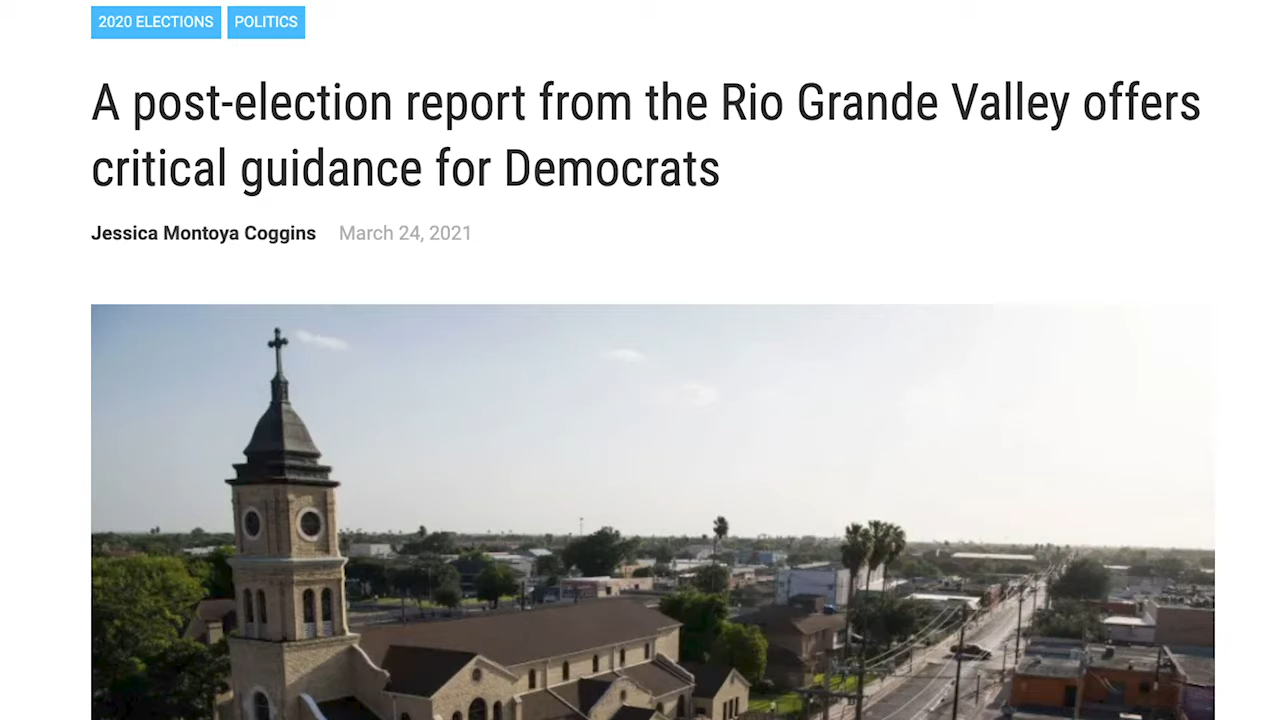 2020 ELECTIONS POLITICS
A post-election report from the Rio Grande Valley offers
critical guidance for Democrats
Jessica Montoya Coggins March 24, 2021